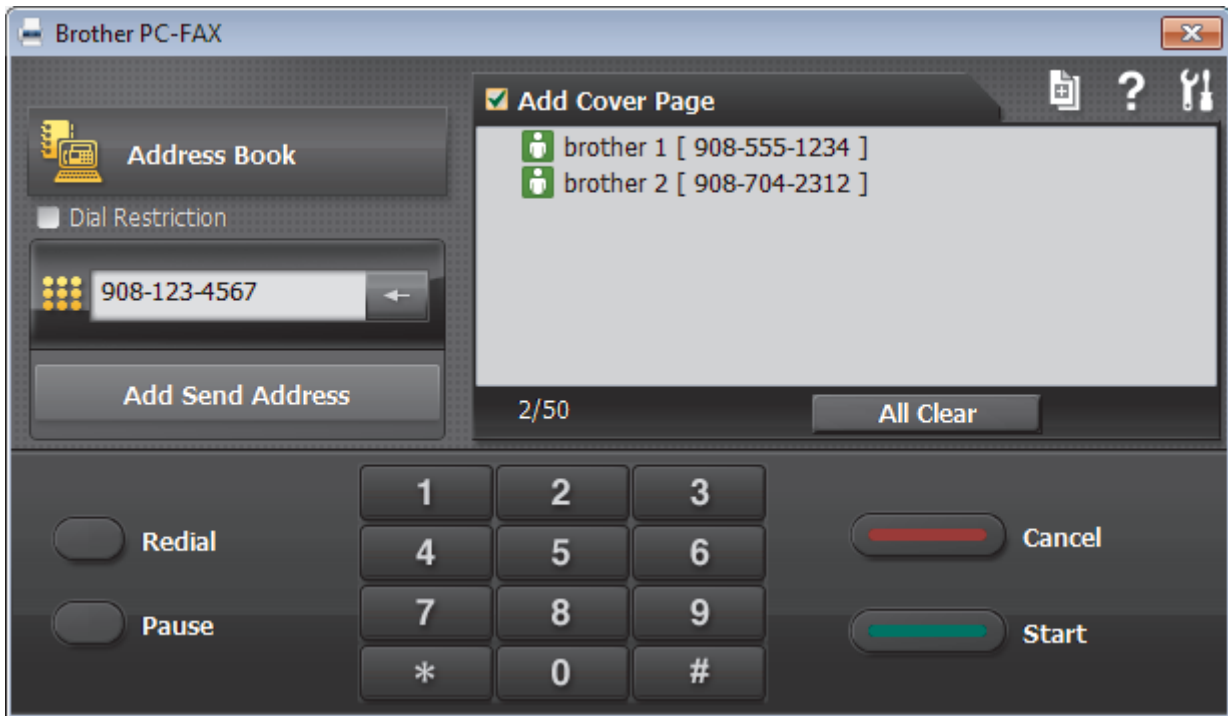 Brother PC-FAX
Address Book
Dial Restriction
908-123-4567
Add Send Address
Add Cover Page
?
brother 1 [ 908-555-1234 ]
brother 2 [ 908-704-2312 ]
2/50
All Clear
Redial
Pause
1 2 3
4 5 6
7 8 9
* 0 #
Cancel
Start